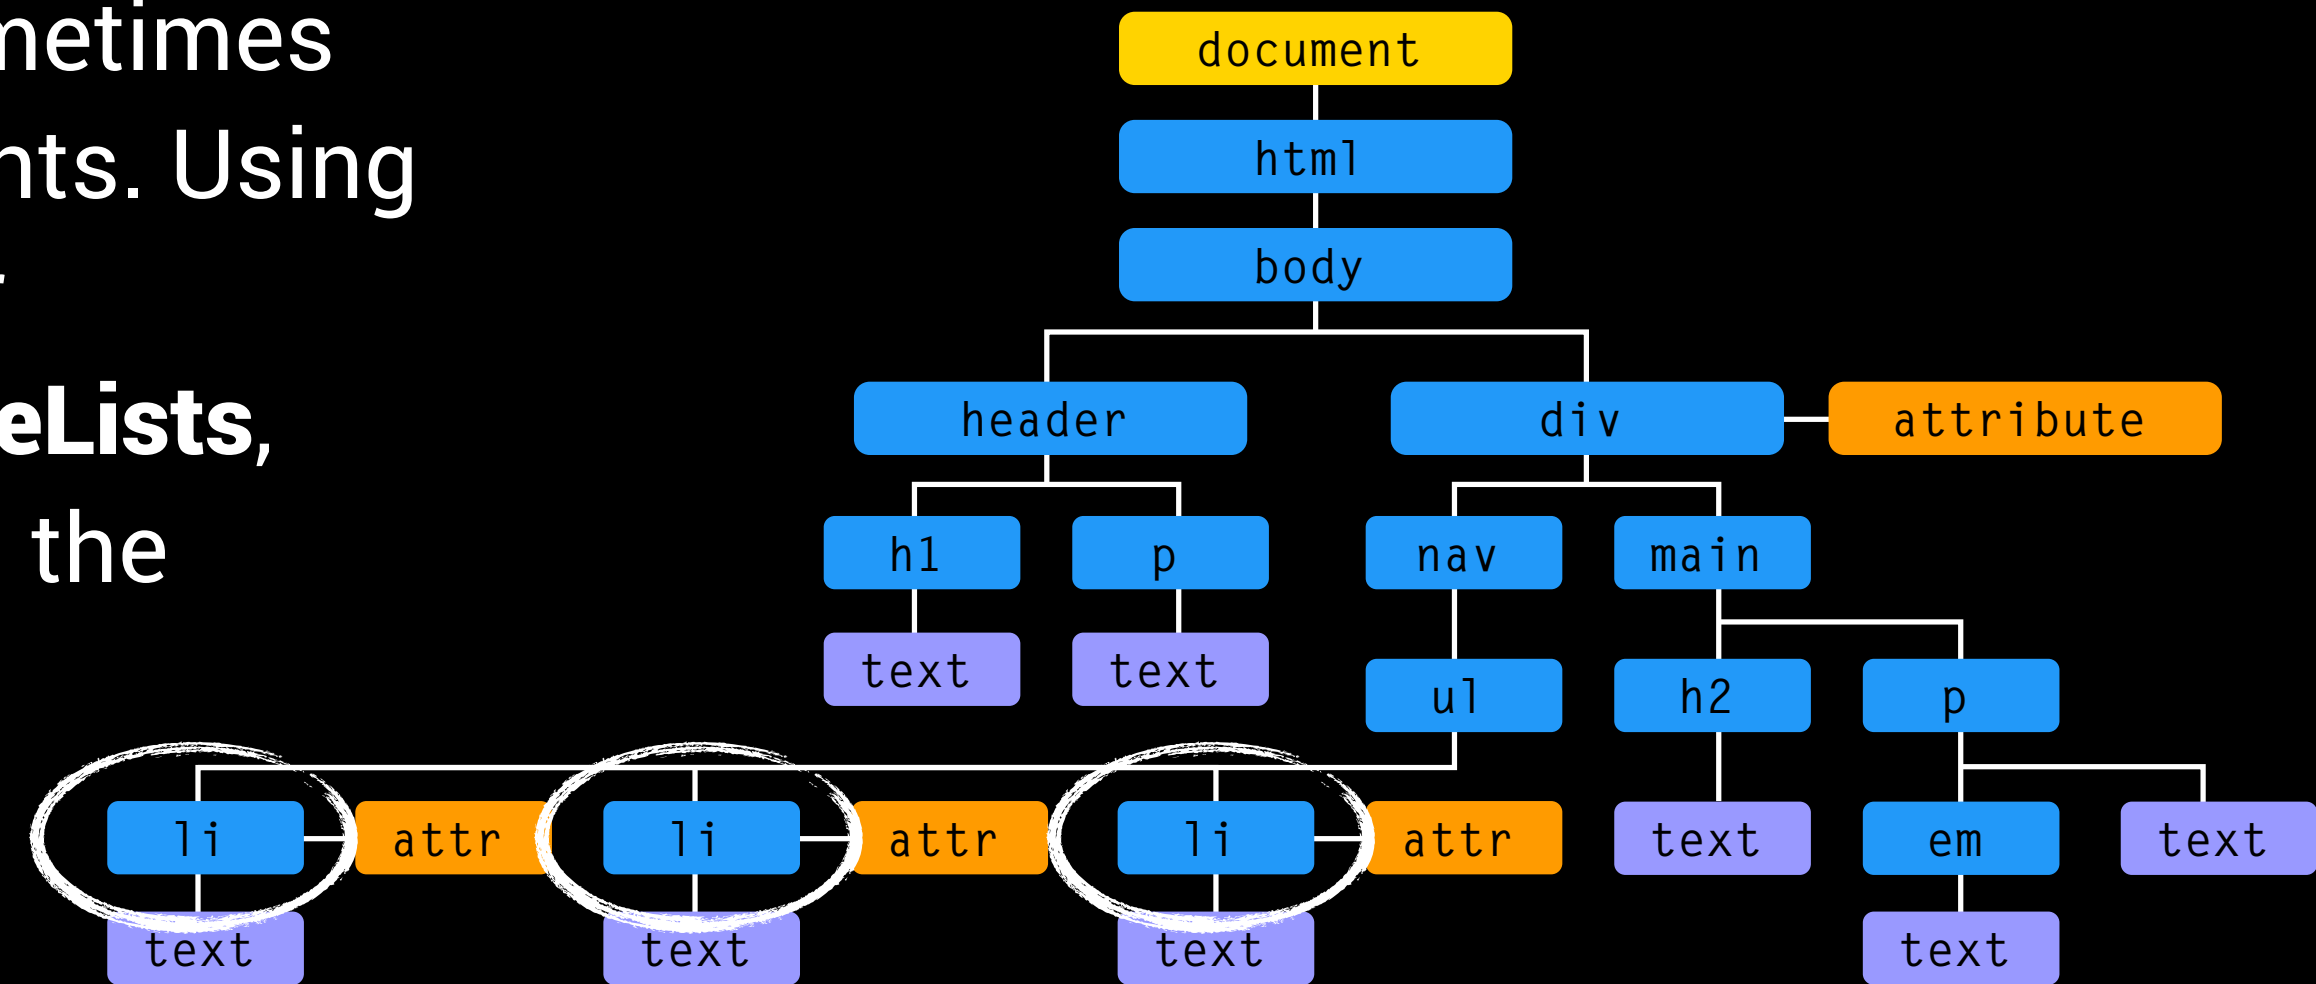 metimes
nts. Using
eLists,
the
document
html
body
header div attribute
h1 p nav main
text text ul h2 p
li attr li attr li attr text em text
text text text text